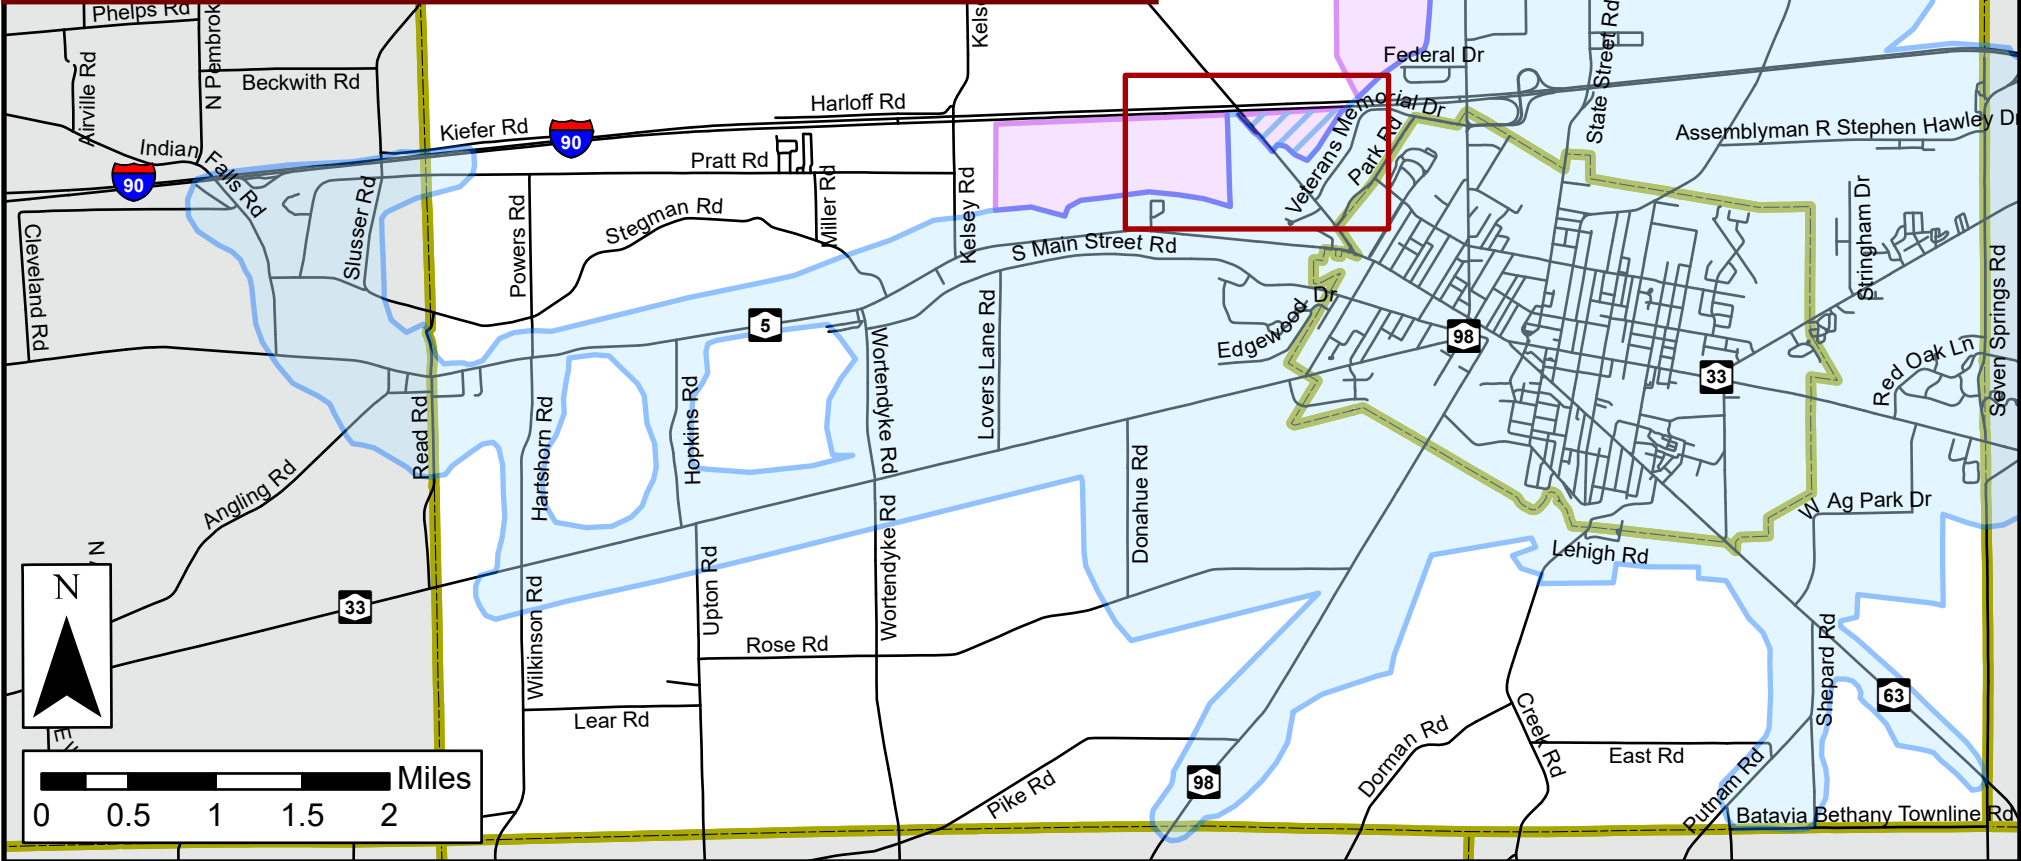 Phelps Rd
N Pembrok
Kelse
State Street Rd
Federal Dr
Airville Rd
Beckwith Rd
Harloff Rd
Veterans Memorial Dr
Kiefer Rd
90
Park Rd
Assemblyman R Stephen Hawley Dr
Indian Falls Rd
Pratt Rd
90
Slusser Rd
Powers Rd
Stegman Rd
Miller Rd
Kelsey Rd
S Main Street Rd
Stringham Dr
Seven Springs Rd
Cleveland Rd
5
Lovers Lane Rd
Edgewood Dr
98
33
Red Oak Ln
Wortendyke Rd
Read Rd
Hartshorn Rd
Hopkins Rd
Angling Rd
Donahue Rd
Wortendyke Rd
W Ag Park Dr
Lehigh Rd
N
N
33
Wilkinson Rd
Upton Rd
Rose Rd
Shepard Rd
63
Lear Rd
Creek Rd
Dorman Rd
East Rd
98
Pike Rd
Putnam Rd
Batavia Bethany Townline Rd
Miles
0 0.5 1 1.5 2